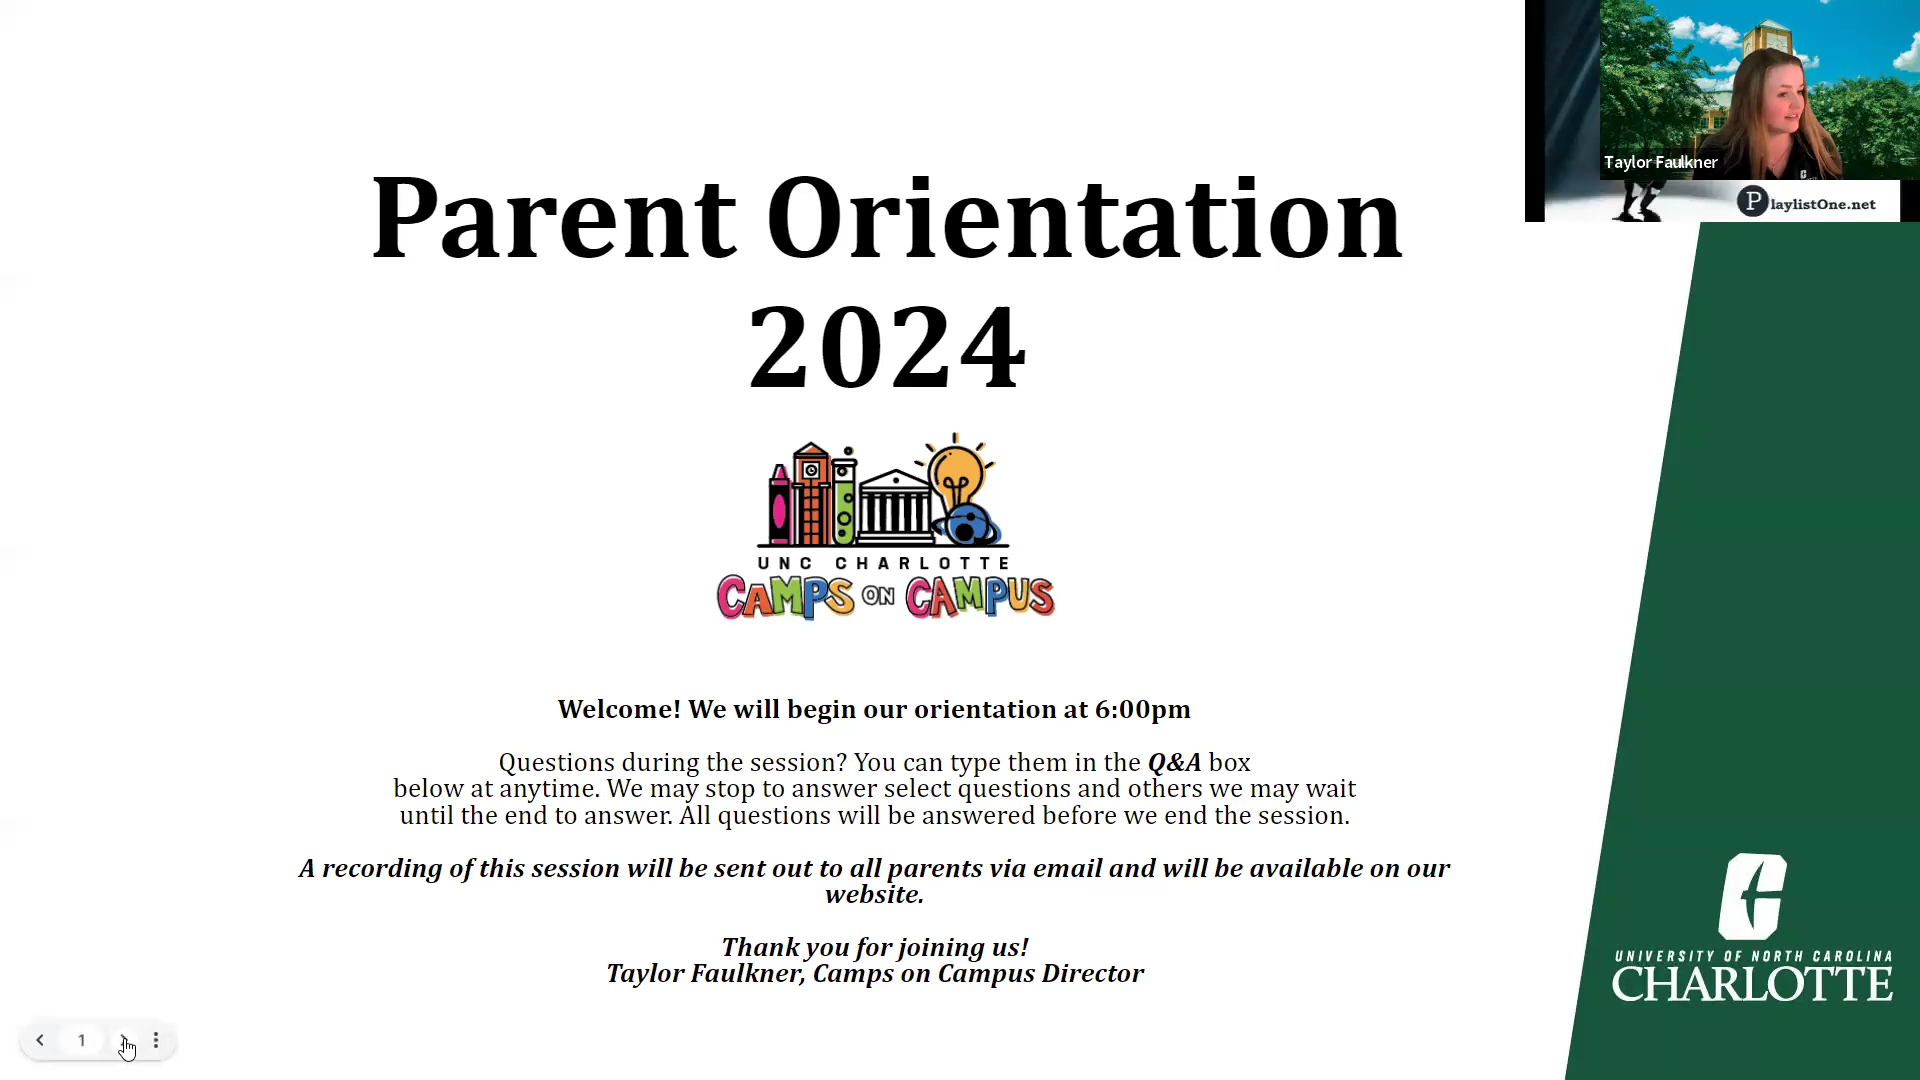 Taylor Faulkner
PlaylistOne.net
Parent Orientation
2024
UNC CHARLOTTE
CAMPS ON CAMPUS
Welcome! We will begin our orientation at 6:00pm
Questions during the session? You can type them in the Q&A box
below at anytime. We may stop to answer select questions and others we may wait
until the end to answer. All questions will be answered before we end the session.
A recording of this session will be sent out to all parents via email and will be available on our
website.
Thank you for joining us!
Taylor Faulkner, Camps on Campus Director
UNIVERSITY OF NORTH CAROLINA
CHARLOTTE
1